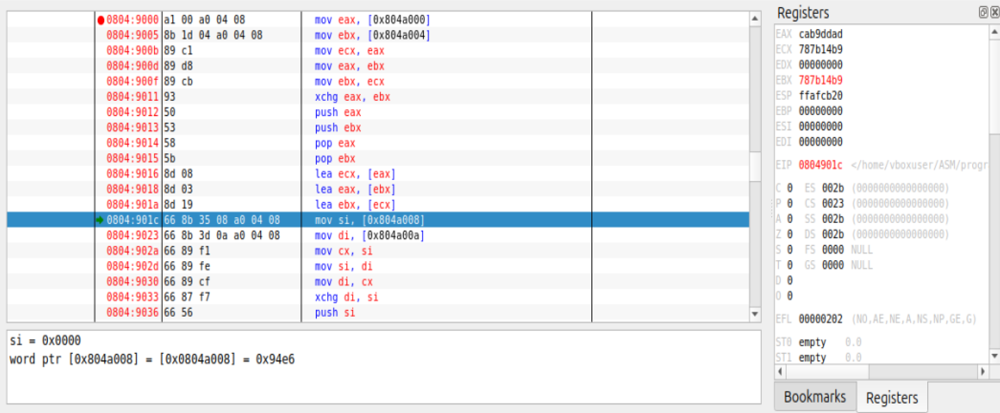 0804:9000 a1 00 a0 04 08 mov eax, [0x804a000]
0804:9005 8b 1d 04 a0 04 08 mov ebx, [0x804a004]
0804:900b 89 c1 mov ecx, eax
0804:900d 89 d8 mov eax, ebx
0804:900f 89 cb mov ebx, ecx
0804:9011 93 xchg eax, ebx
0804:9012 50 push eax
0804:9013 53 push ebx
0804:9014 58 pop eax
0804:9015 5b pop ebx
0804:9016 8d 08 lea ecx, [eax]
0804:9018 8d 03 lea eax, [ebx]
0804:901a 8d 19 lea ebx, [ecx]
0804:901c 66 8b 35 08 a0 04 08 mov si, [0x804a008]
0804:9023 66 8b 3d 0a a0 04 08 mov di, [0x804a00a]
0804:902a 66 89 f1 mov cx, si
0804:902d 66 89 fe mov si, di
0804:9030 66 89 cf mov di, cx
0804:9033 66 87 f7 xchg di, si
0804:9036 66 56 push si
si = 0x0000
word ptr [0x804a008] = [0x0804a008] = 0x94e6
Registers
EAX cab9ddad
ECX 787b14b9
EDX 00000000
EBX 787b14b9
ESP ffafcb20
EBP 00000000
ESI 00000000
EDI 00000000
EIP 0804901c </home/vboxuser/ASM/progr
C 0 ES 002b (0000000000000000)
P 0 CS 0023 (0000000000000000)
A 0 SS 002b (0000000000000000)
Z 0 DS 002b (0000000000000000)
S 0 FS 0000 NULL
T 0 GS 0000 NULL
D 0
O 0
EFL 00000202 (NO,AE,NE,A,NS,NP,GE,G)
ST0 empty 0.0
ST1 empty 0.0
Bookmarks Registers